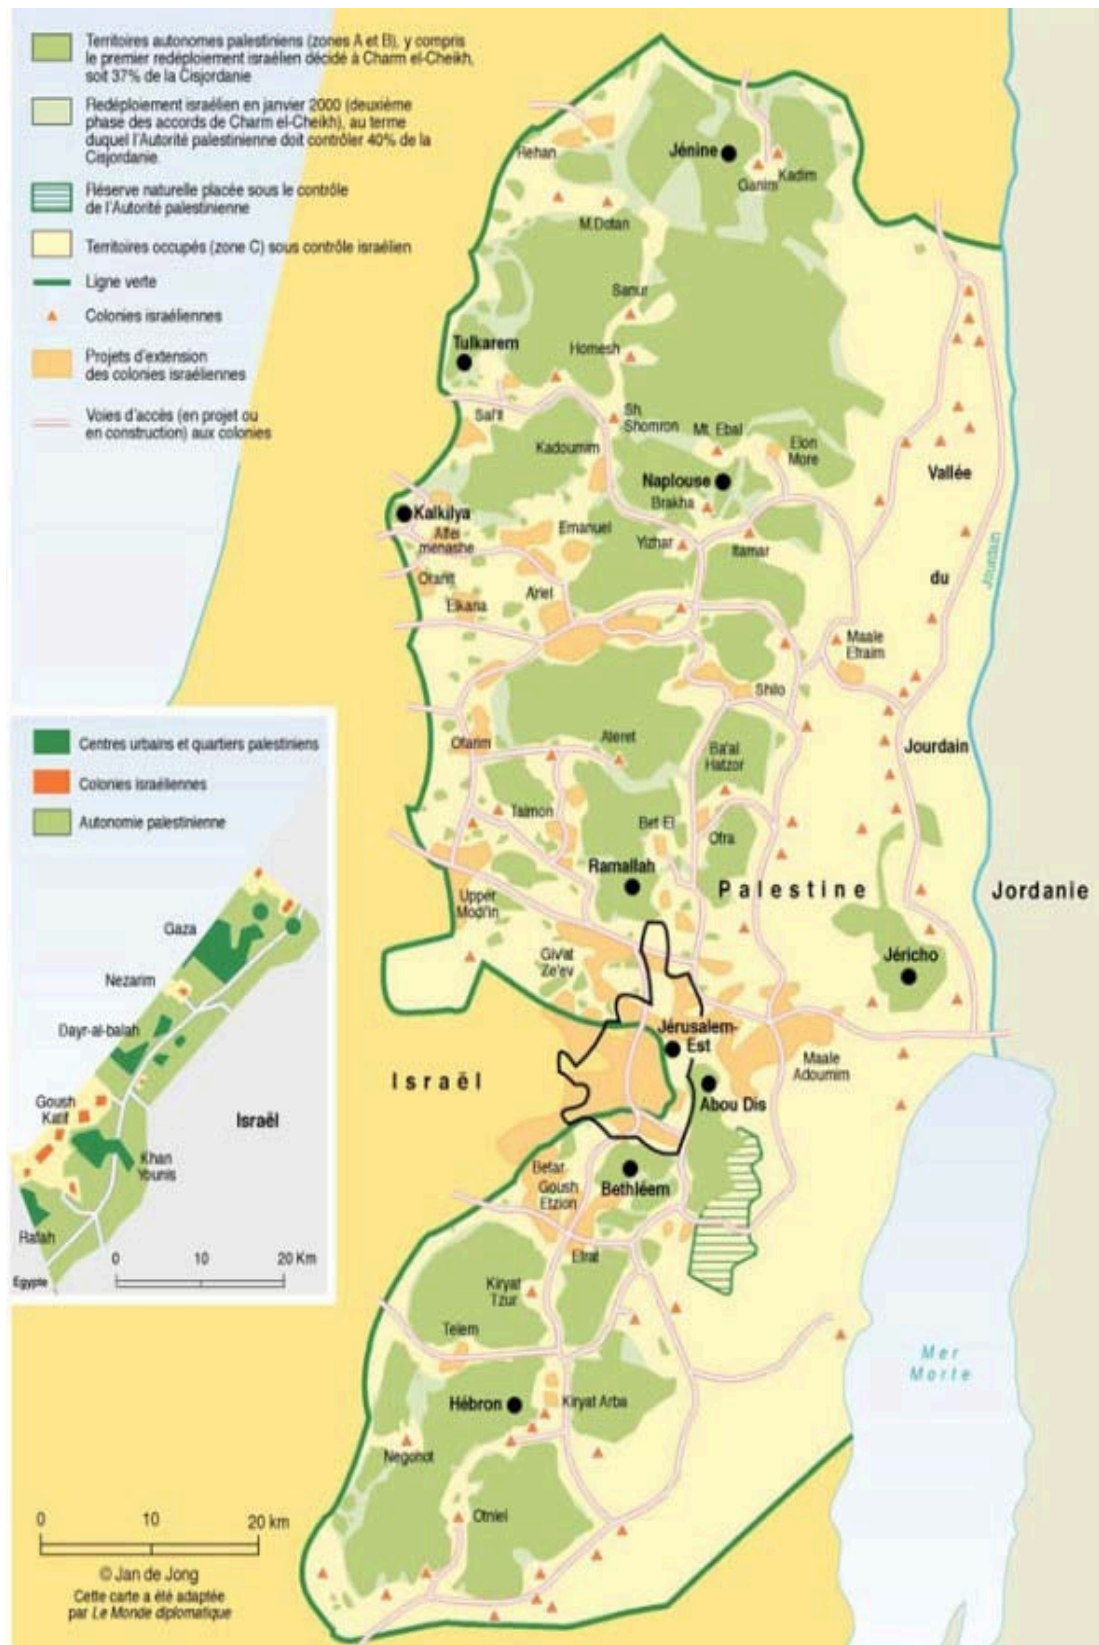 Territoires autonomes palestiniens (zones A et B), y compris
le premier redéploiement israélien décidé à Charm el-Cheikh,
soit 37% de la Cisjordanie
Redéploiement israélien en janvier 2000 (deuxième
phase des accords de Charm el-Cheikh), au terme
duquel l'Autorité palestinienne doit contrôler 40% de la
Cisjordanie.
Réserve naturelle placée sous le contrôle
de l'Autorité palestinienne
Territoires occupés (zone C) sous contrôle israélien
Ligne verte
Colonies israéliennes
Projets d'extension
des colonies israéliennes
Voies d'accès (en projet ou
en construction) aux colonies
Rehan
Jénine
Ganim
Kadim
M.Dotan
Sanur
Homesh
Tulkarem
Sal'it
Sh.
Shomron
Mt. Ebal
Elon
More
Kadoumim
Naplouse
Brakha
Vallée
Kalkilya
Alfei
menashe
Emanuel
Yizhar
Itamar
Jourdain
du
Oranit
Ariel
Elkana
Maale
Efraim
Shilo
Ofarim
Ateret
Ba'al
Hatzor
Jourdain
Talmon
Bet El
Ofra
Ramallah
Palestine
Jordanie
Upper
Modi'in
Giv'at
Ze'ev
Jéricho
Jérusalem-
Est
Israël
Maale
Adoumim
Abou Dis
Betar
Goush
Etzion
Bethléem
Efrat
Kiryat
Tzur
Telem
Mer
Morte
Hébron
Kiryat Arba
Negohot
Otniel
Centres urbains et quartiers palestiniens
Colonies israéliennes
Autonomie palestinienne
Gaza
Nezarim
Dayr-al-balah
Goush
Katif
Israël
Khan
Younis
Rafah
Egypte
0 10 20 Km
0 10 20 km
© Jan de Jong
Cette carte a été adaptée
par Le Monde diplomatique